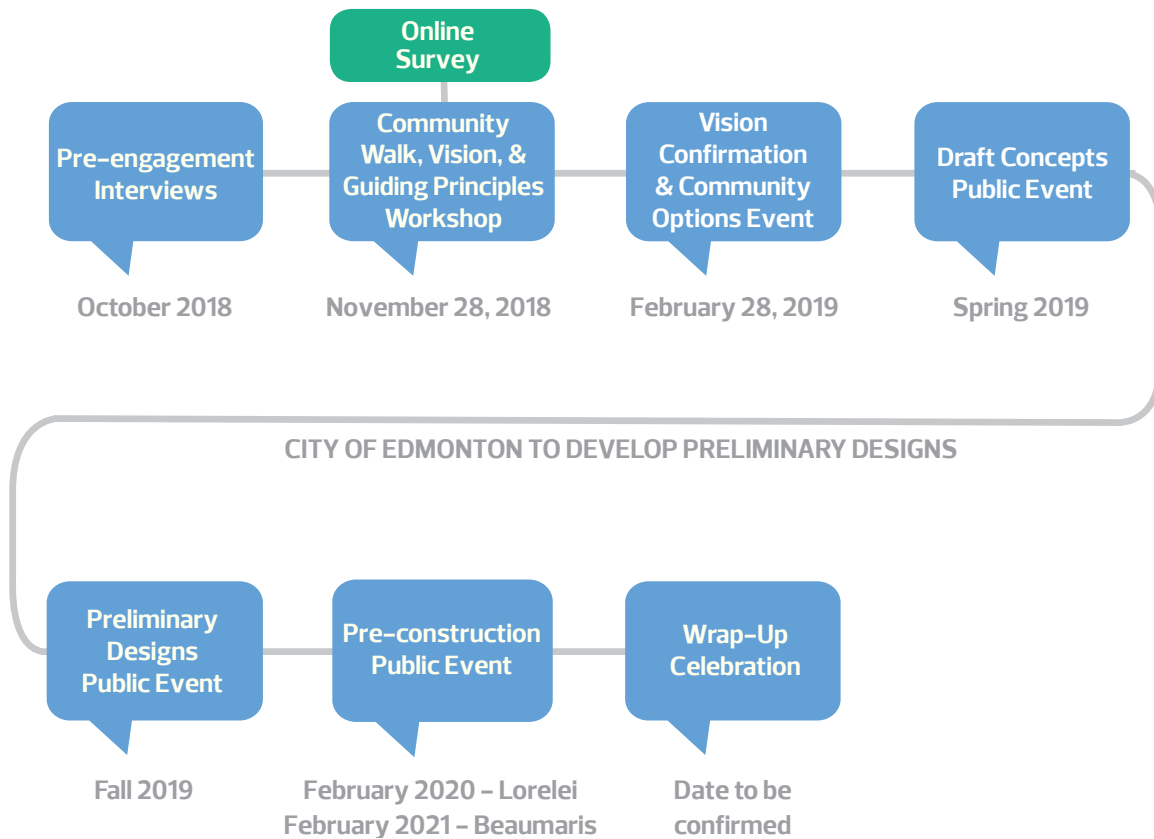 Online
Survey
Pre-engagement
Interviews
Community
Walk, Vision, &
Guiding Principles
Workshop
Vision
Confirmation
& Community
Options Event
Draft Concepts
Public Event
October 2018
November 28, 2018
February 28, 2019
Spring 2019
CITY OF EDMONTON TO DEVELOP PRELIMINARY DESIGNS
Preliminary
Designs
Public Event
Pre-construction
Public Event
Wrap-Up
Celebration
Fall 2019
February 2020 – Lorelei
February 2021 – Beaumaris
Date to be
confirmed